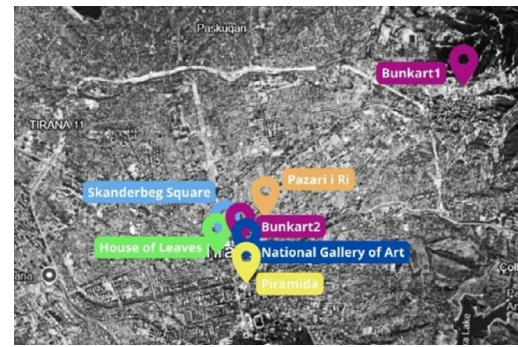 Paskuqan
Bunkart1
TIRANA 11
Pazari i Ri
Skanderbeg Square
Bunkart2
House of Leaves
National Gallery of Art
Piramida